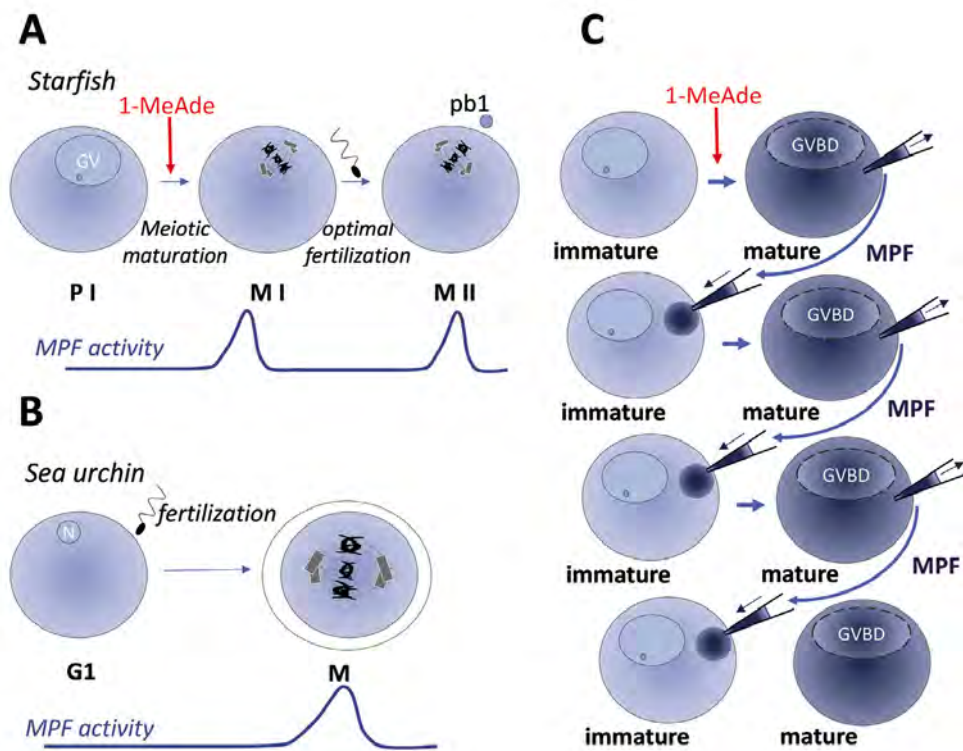 A
Starfish
1-MeAde
pb1
GV
Meiotic
maturation
optimal
fertilization
P I
M I
M II
MPF activity
B
Sea urchin
fertilization
N
G1
M
MPF activity
C
1-MeAde
GVBD
immature
mature
MPF
GVBD
immature
mature
MPF
GVBD
immature
mature
MPF
GVBD
immature
mature